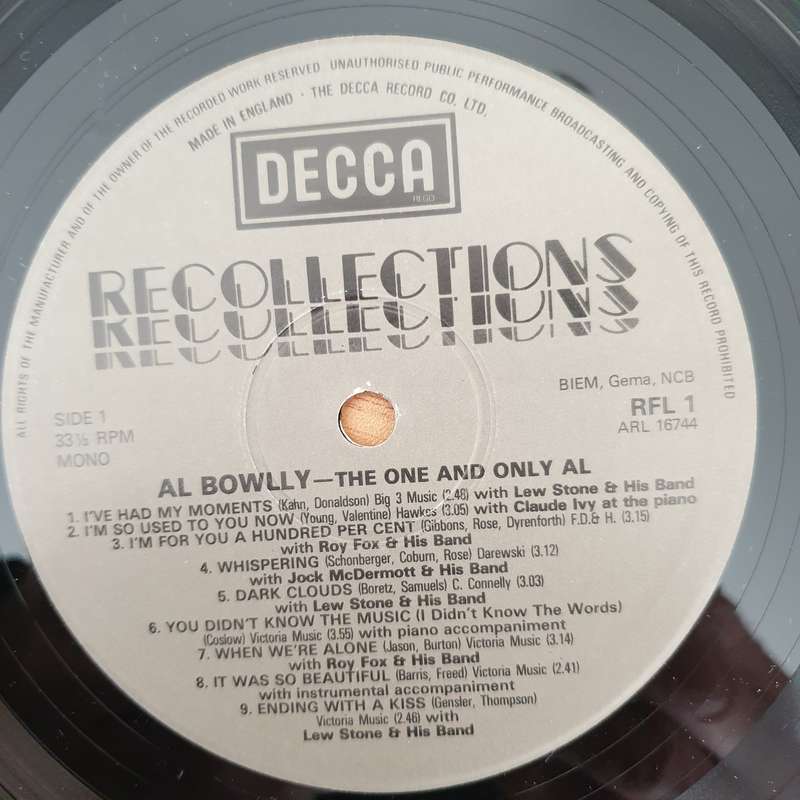 ALL RIGHTS OF THE MANUFACTURER AND OF THE OWNER OF THE RECORDED WORK RESERVED UNAUTHORISED PUBLIC PERFORMANCE BROADCASTING AND COPYING OF THIS RECORD PROHIBITED
MADE IN ENGLAND · THE DECCA RECORD CO. LTD.
DECCA
REGD
RECOLLECTIONS
RECOLLECTIONS
RECOLLECTIONS
BIEM, Gema, NCB
SIDE 1
RFL 1
33⅓ RPM
ARL 16744
MONO
AL BOWLLY—THE ONE AND ONLY AL
1. I'VE HAD MY MOMENTS (Kahn, Donaldson) Big 3 Music (2.48) with Lew Stone & His Band
2. I'M SO USED TO YOU NOW (Young, Valentine) Hawkes (3.05) with Claude Ivy at the piano
3. I'M FOR YOU A HUNDRED PER CENT (Gibbons, Rose, Dyrenforth) F.D.& H. (3.15)
with Roy Fox & His Band
4. WHISPERING (Schonberger, Coburn, Rose) Darewski (3.12)
with Jock McDermott & His Band
5. DARK CLOUDS (Boretz, Samuels) C. Connelly (3.03)
with Lew Stone & His Band
6. YOU DIDN'T KNOW THE MUSIC (I Didn't Know The Words)
(Coslow) Victoria Music (3.55) with piano accompaniment
7. WHEN WE'RE ALONE (Jason, Burton) Victoria Music (3.14)
with Roy Fox & His Band
8. IT WAS SO BEAUTIFUL (Barris, Freed) Victoria Music (2.41)
with instrumental accompaniment
9. ENDING WITH A KISS (Gensler, Thompson)
Victoria Music (2.46) with
Lew Stone & His Band